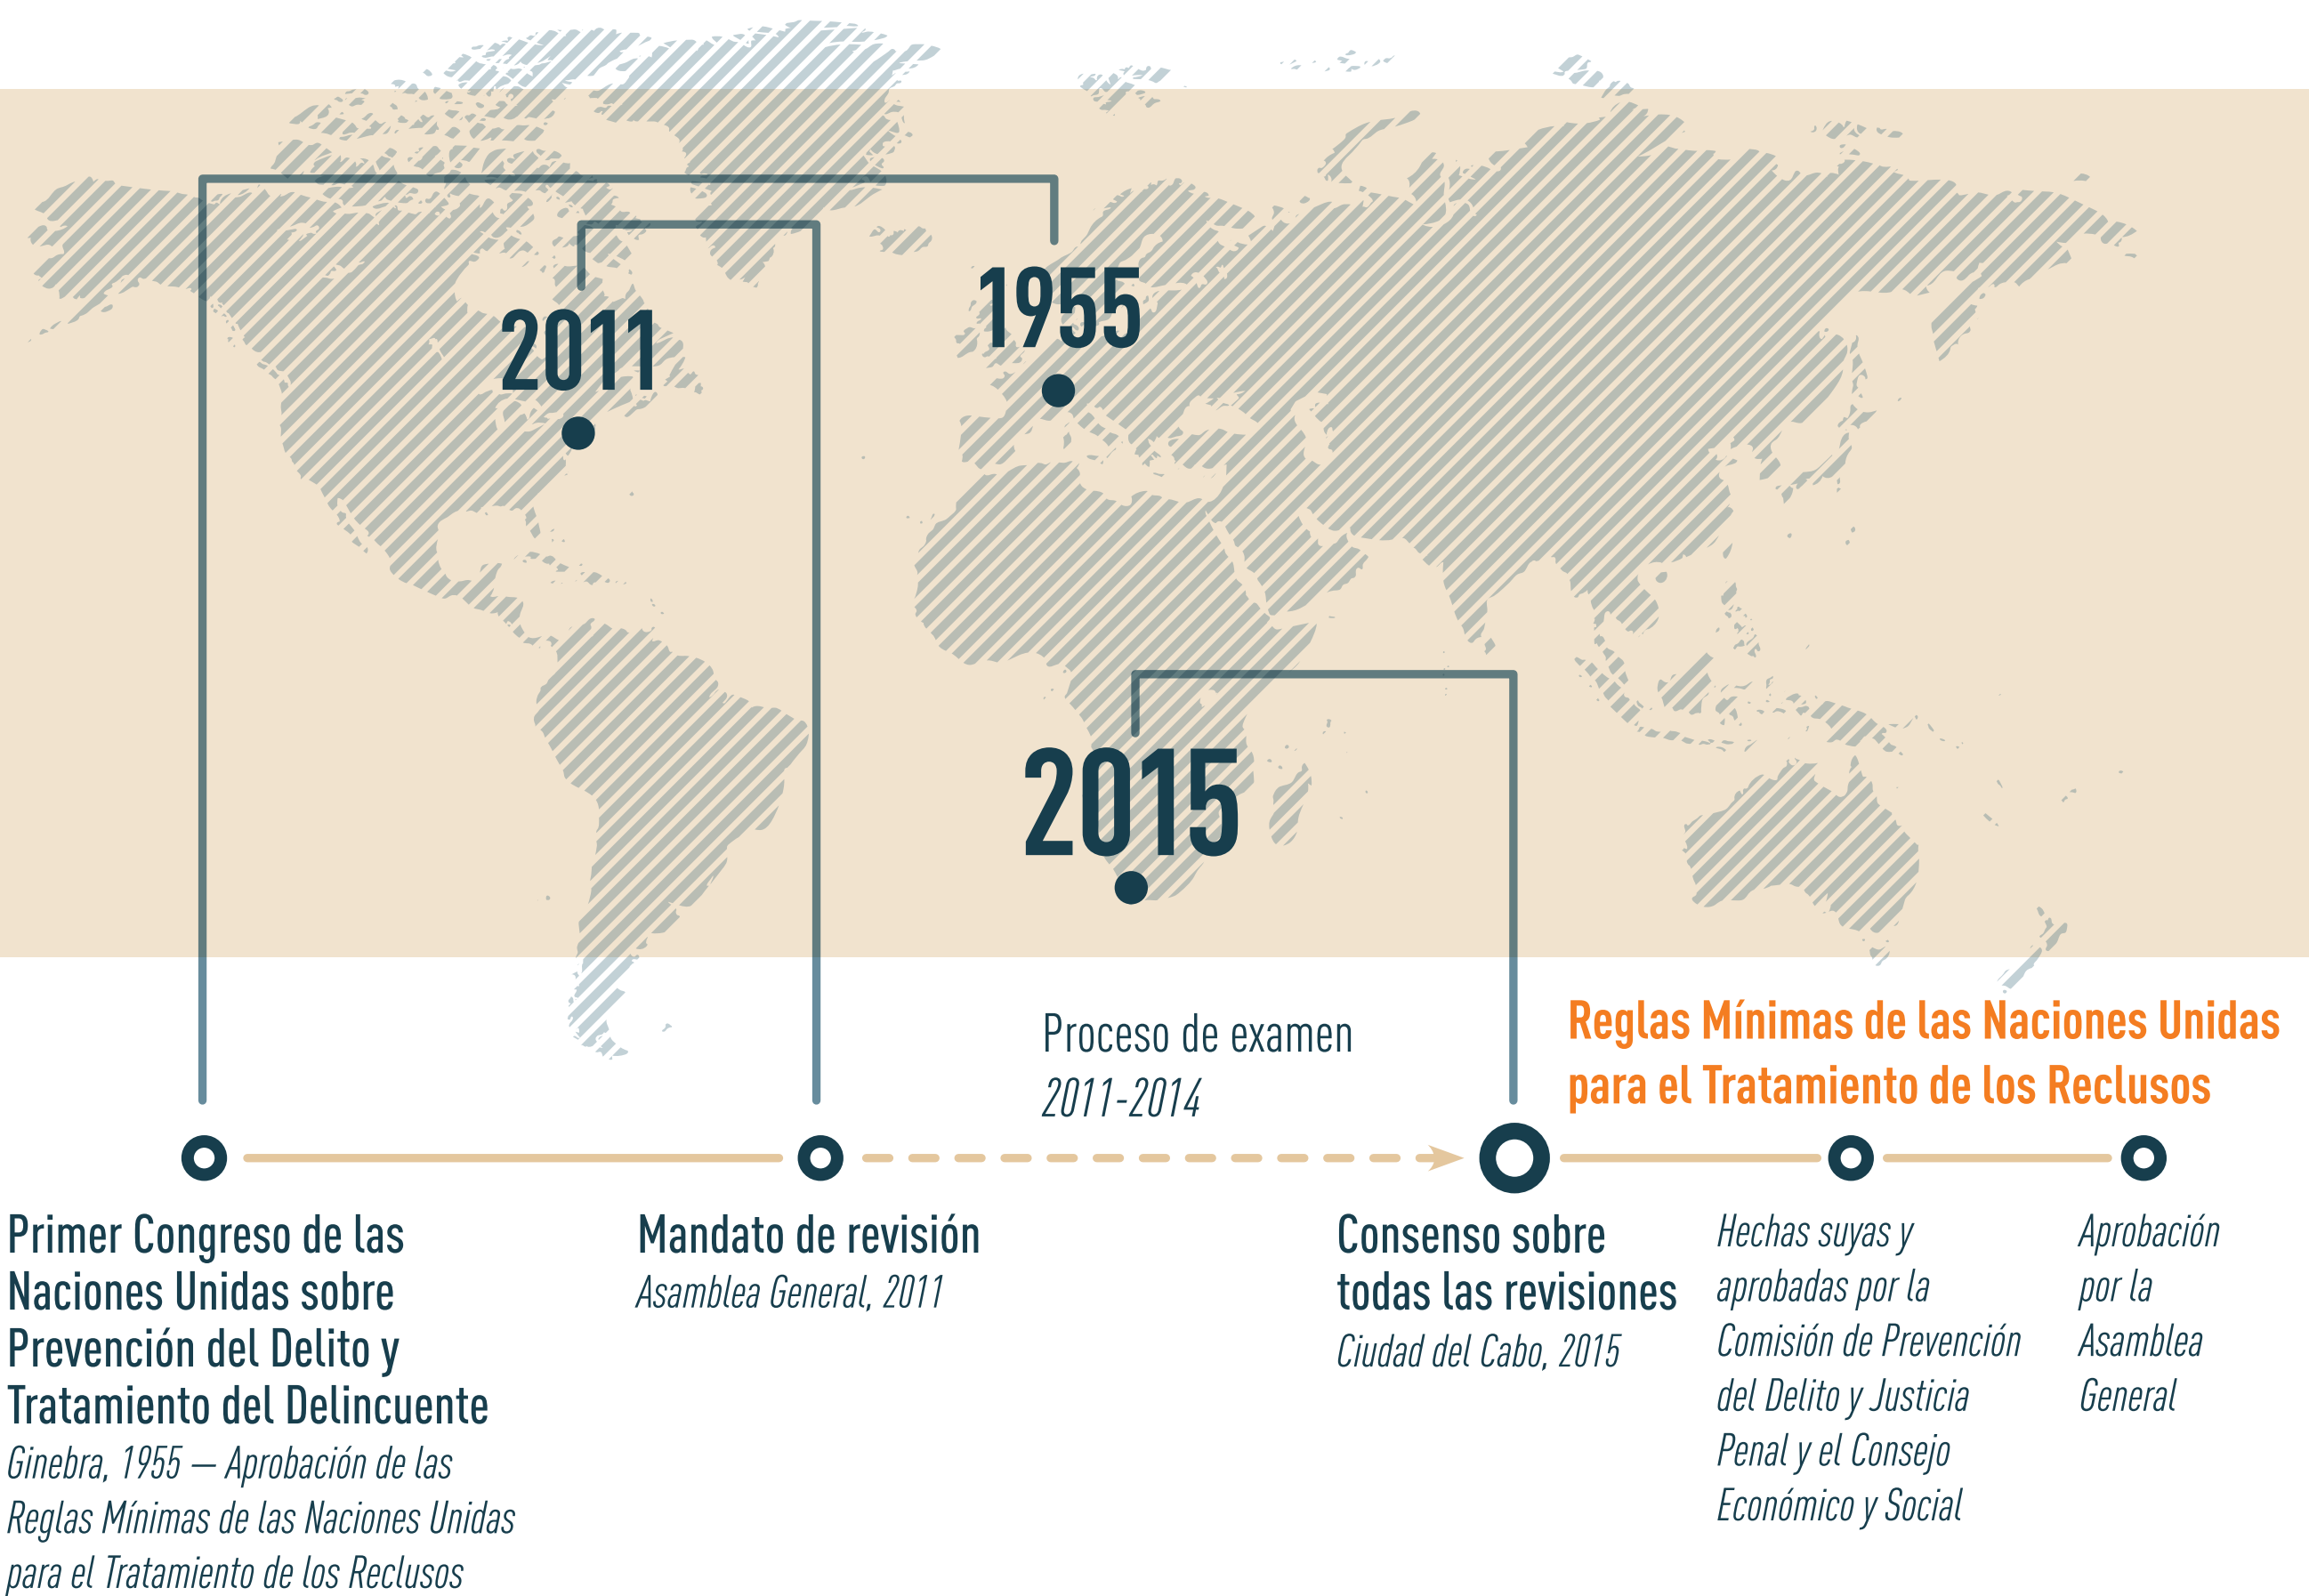 2011
1955
2015
Proceso de examen
2011-2014
Reglas Mínimas de las Naciones Unidas
para el Tratamiento de los Reclusos
Primer Congreso de las
Naciones Unidas sobre
Prevención del Delito y
Tratamiento del Delincuente
Ginebra, 1955 — Aprobación de las
Reglas Mínimas de las Naciones Unidas
para el Tratamiento de los Reclusos
Mandato de revisión
Asamblea General, 2011
Consenso sobre
todas las revisiones
Ciudad del Cabo, 2015
Hechas suyas y
aprobadas por la
Comisión de Prevención
del Delito y Justicia
Penal y el Consejo
Económico y Social
Aprobación
por la
Asamblea
General